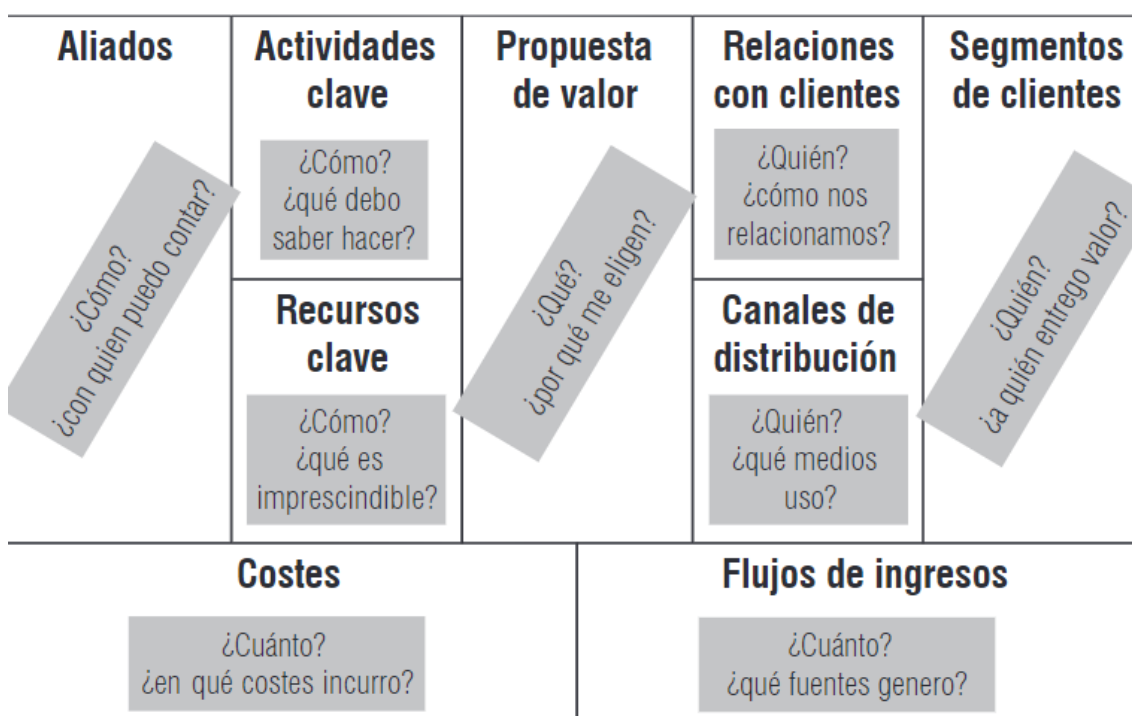 Aliados
¿Cómo?
¿con quien puedo contar?
Actividades
clave
¿Cómo?
¿qué debo
saber hacer?
Recursos
clave
¿Cómo?
¿qué es
imprescindible?
Propuesta
de valor
¿Qué?
¿por qué me eligen?
Relaciones
con clientes
¿Quién?
¿cómo nos
relacionamos?
Canales de
distribución
¿Quién?
¿qué medios
uso?
Segmentos
de clientes
¿Quién?
¿a quién entrego valor?
Costes
¿Cuánto?
¿en qué costes incurro?
Flujos de ingresos
¿Cuánto?
¿qué fuentes genero?